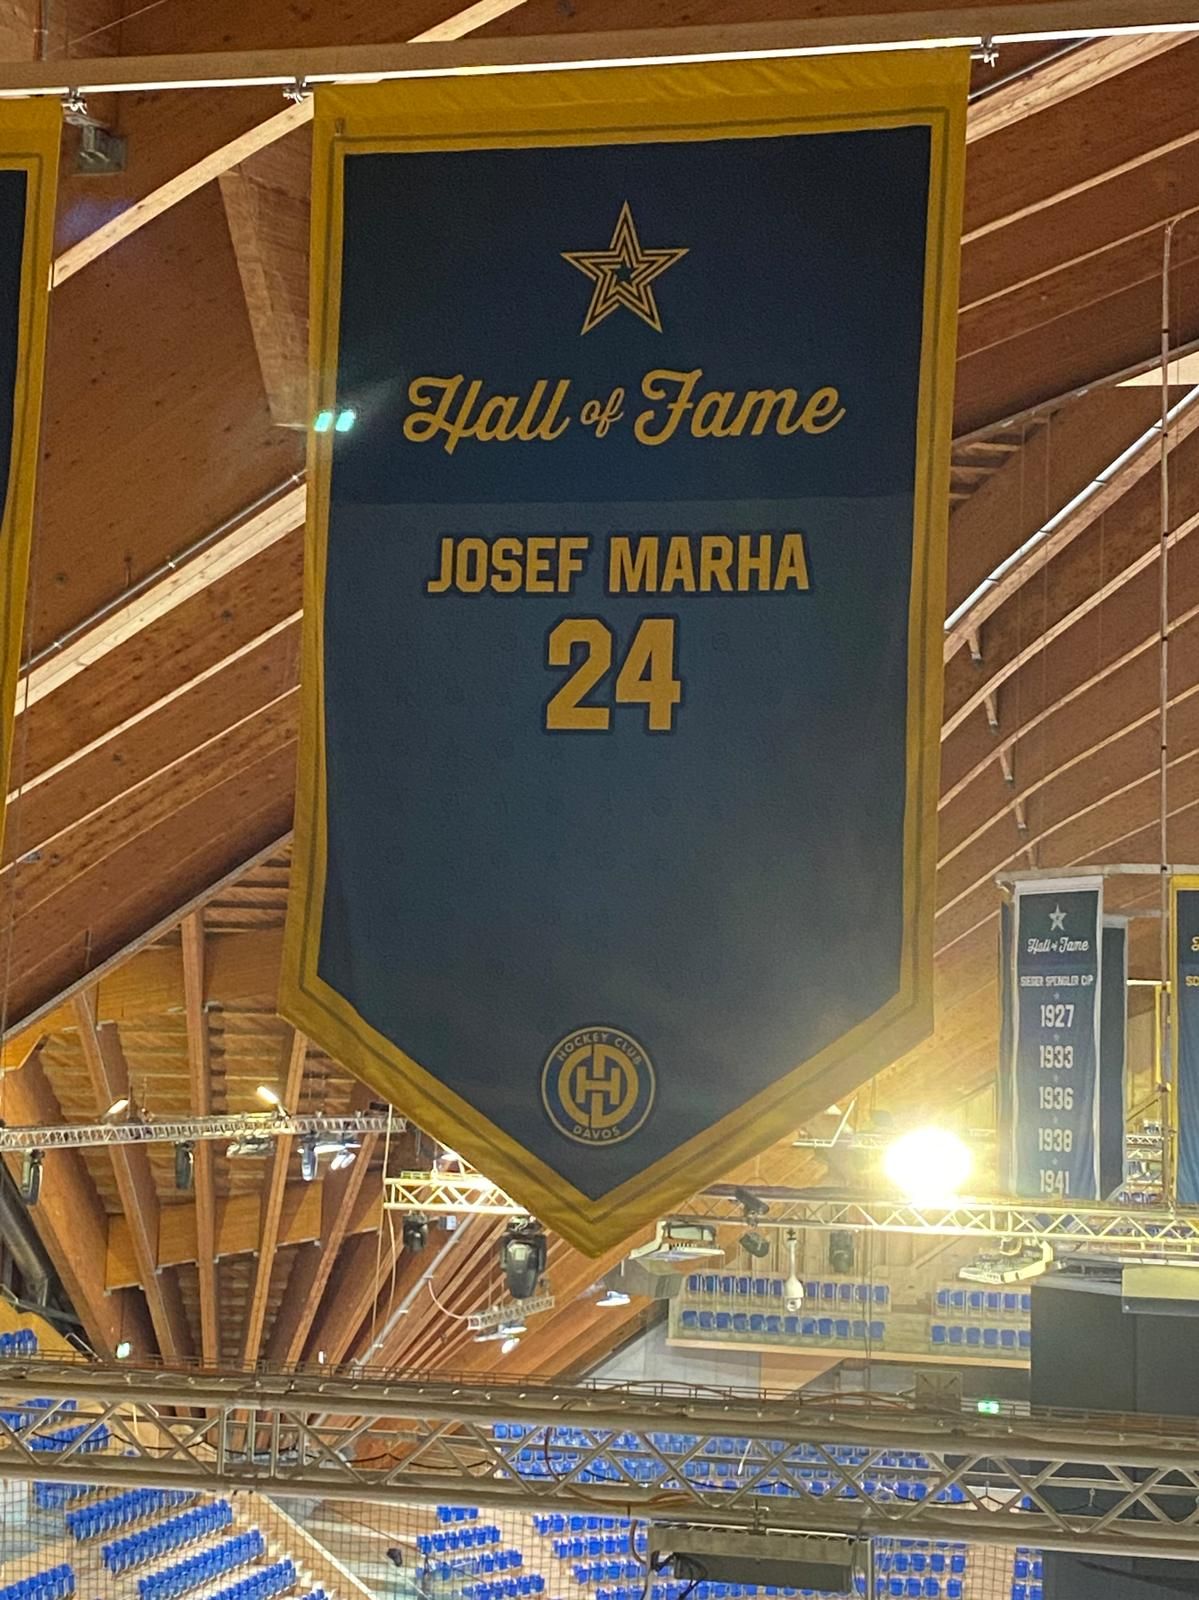 Hall of Fame
JOSEF MARHA
24
HOCKEY CLUB
HCD
DAVOS
Hall of Fame
SIEGER SPENGLER CUP
1927
1933
1936
1938
1941